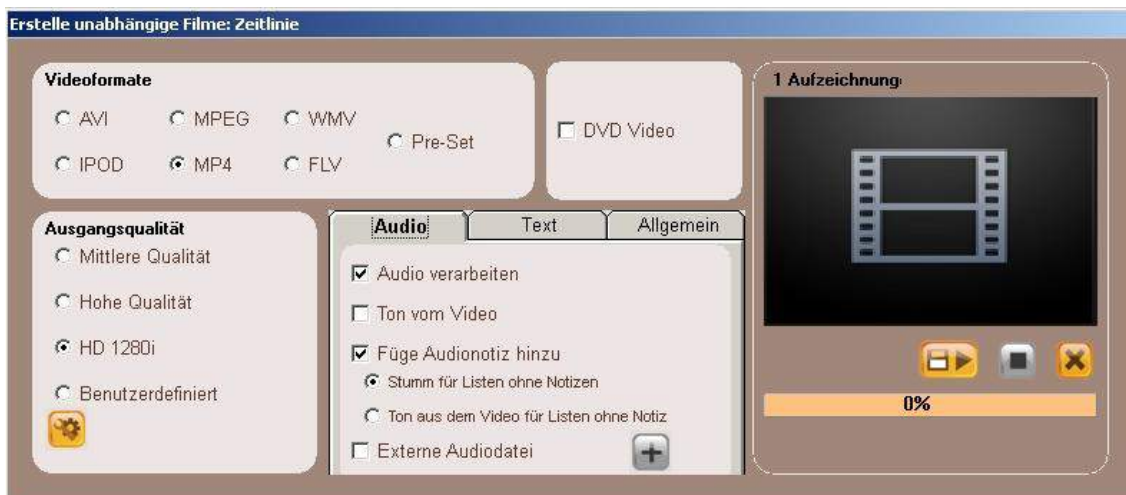 Erstelle unabhängige Filme: Zeitlinie
Videoformate
AVI
MPEG
WMV
Pre-Set
IPOD
MP4
FLV
DVD Video
1 Aufzeichnung:
Ausgangsqualität
Mittlere Qualität
Hohe Qualität
HD 1280i
Benutzerdefiniert
Audio
Text
Allgemein
Audio verarbeiten
Ton vom Video
Füge Audionotiz hinzu
Stumm für Listen ohne Notizen
Ton aus dem Video für Listen ohne Notiz
Externe Audiodatei
0%